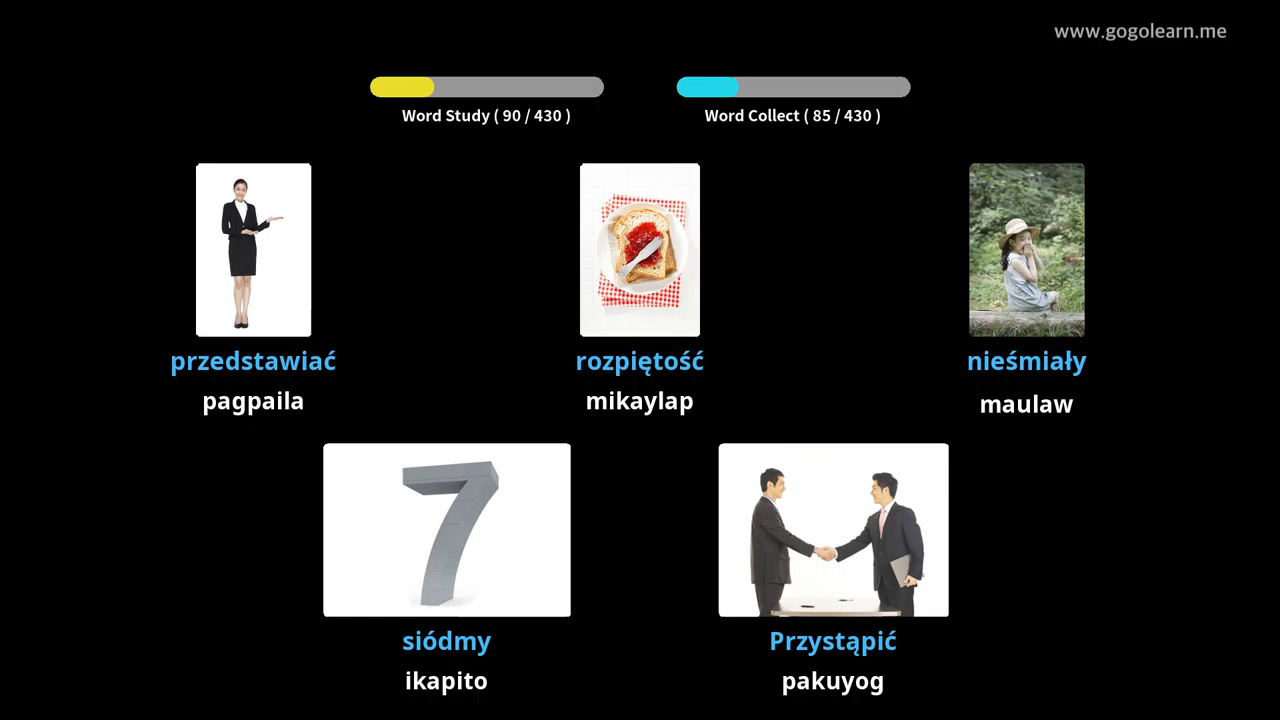 www.gogolearn.me
Word Study ( 90 / 430 )
Word Collect ( 85 / 430 )
przedstawiać
pagpaila
rozpiętość
mikaylap
nieśmiały
maulaw
siódmy
ikapito
Przystąpić
pakuyog